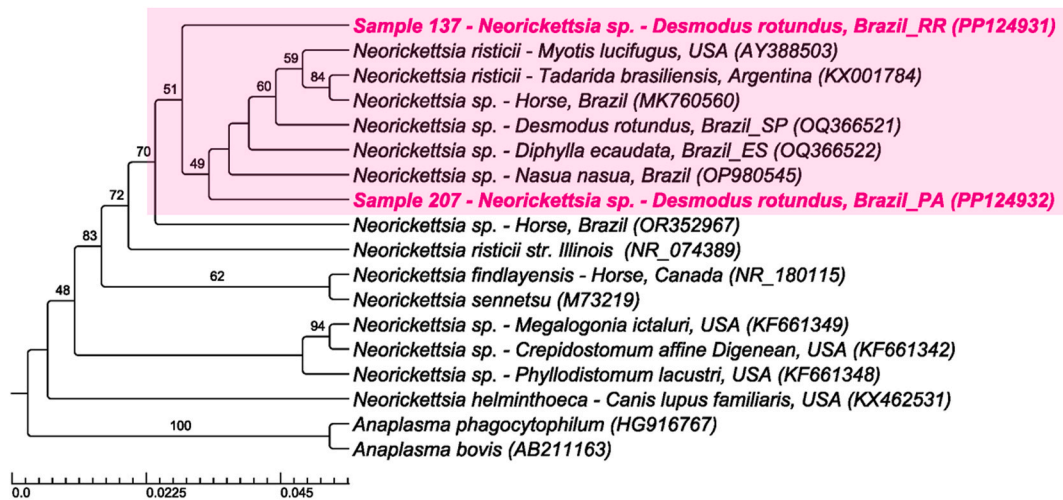 Sample 137 - Neorickettsia sp. - Desmodus rotundus, Brazil_RR (PP124931)
59
Neorickettsia risticii - Myotis lucifugus, USA (AY388503)
Neorickettsia risticii - Tadarida brasiliensis, Argentina (KX001784)
84
51
60
Neorickettsia sp. - Horse, Brazil (MK760560)
Neorickettsia sp. - Desmodus rotundus, Brazil_SP (OQ366521)
70
Neorickettsia sp. - Diphylla ecaudata, Brazil_ES (OQ366522)
49
Neorickettsia sp. - Nasua nasua, Brazil (OP980545)
72
Sample 207 - Neorickettsia sp. - Desmodus rotundus, Brazil_PA (PP124932)
Neorickettsia sp. - Horse, Brazil (OR352967)
83
Neorickettsia risticii str. Illinois (NR_074389)
62
Neorickettsia findlayensis - Horse, Canada (NR_180115)
48
Neorickettsia sennetsu (M73219)
94
Neorickettsia sp. - Megalogonia ictaluri, USA (KF661349)
Neorickettsia sp. - Crepidostomum affine Digenean, USA (KF661342)
Neorickettsia sp. - Phyllodistomum lacustri, USA (KF661348)
Neorickettsia helminthoeca - Canis lupus familiaris, USA (KX462531)
100
Anaplasma phagocytophilum (HG916767)
Anaplasma bovis (AB211163)
0.0 0.0225 0.045